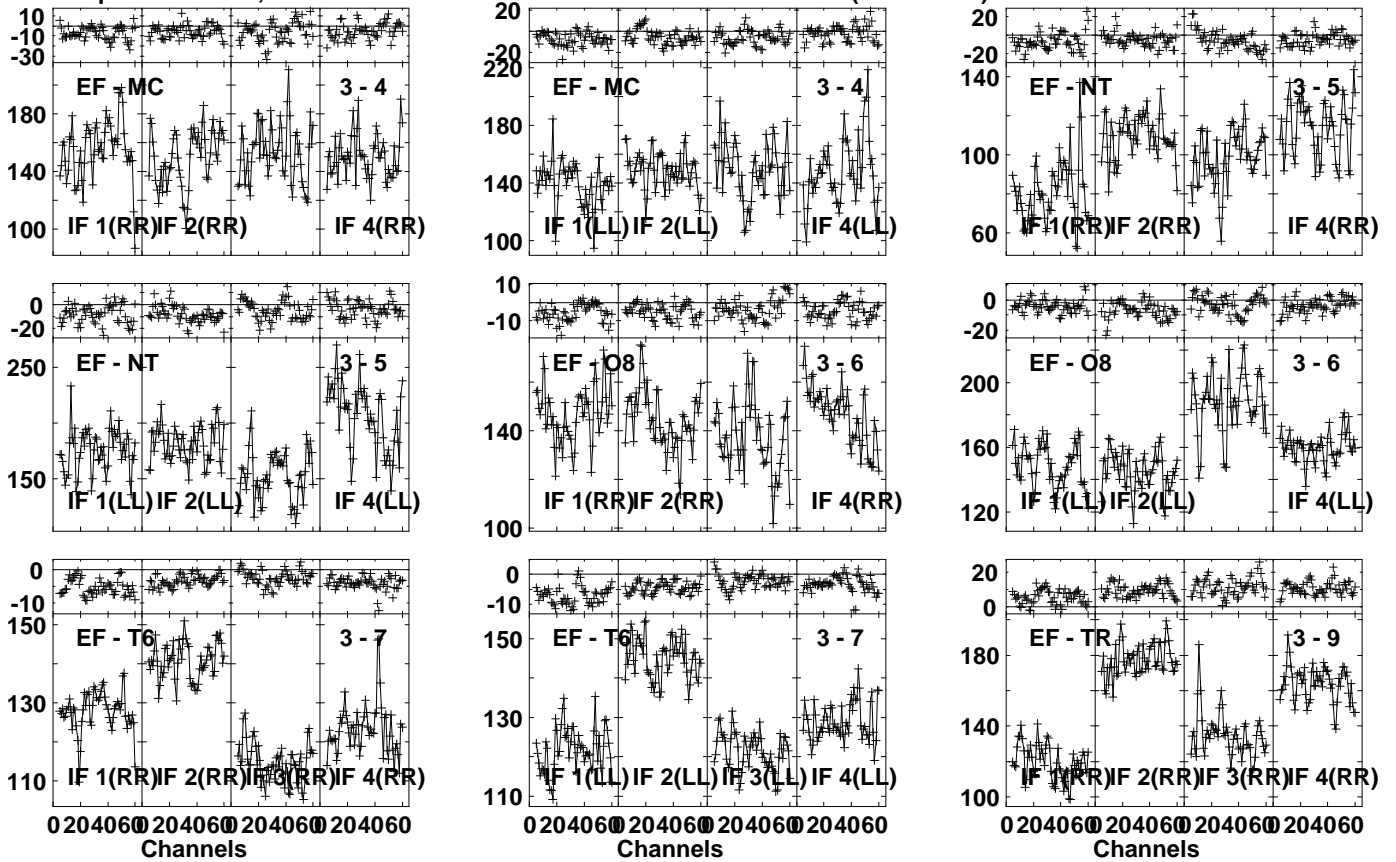 10
-10
-30
20
-20
20
0
-20
EF - MC 3 - 4
EF - MC 3 - 4
EF - NT 3 - 5
180
140
100
220
180
140
100
140
100
60
IF 1(RR) IF 2(RR) IF 4(RR)
IF 1(LL) IF 2(LL) IF 4(LL)
IF 1(RR) IF 2(RR) IF 4(RR)
0
-20
10
-10
0
-20
EF - NT 3 - 5
EF - O8 3 - 6
EF - O8 3 - 6
250
150
140
100
200
160
120
IF 1(LL) IF 2(LL) IF 4(LL)
IF 1(RR) IF 2(RR) IF 4(RR)
IF 1(LL) IF 2(LL) IF 4(LL)
0
-10
0
-10
20
0
EF - T6 3 - 7
EF - T6 3 - 7
EF - TR 3 - 9
150
130
110
150
130
110
180
140
100
IF 1(RR) IF 2(RR) IF 3(RR) IF 4(RR)
IF 1(LL) IF 2(LL) IF 3(LL) IF 4(LL)
IF 1(RR) IF 2(RR) IF 3(RR) IF 4(RR)
0 204060 0 204060 0 204060 0 204060
0 204060 0 204060 0 204060 0 204060
0 204060 0 204060 0 204060 0 204060
Channels
Channels
Channels